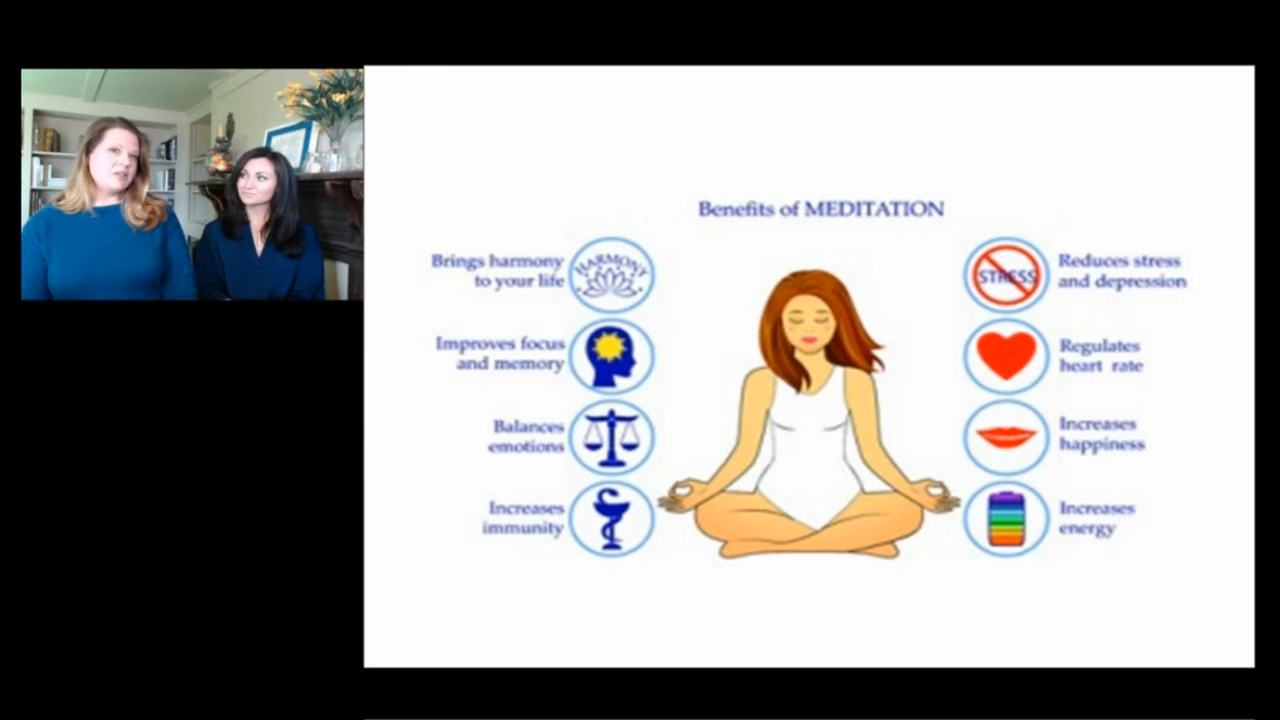 Benefits of MEDITATION
Brings harmony
to your life
HARMONY
Improves focus
and memory
Balances
emotions
Increases
immunity
STRESS
Reduces stress
and depression
Regulates
heart rate
Increases
happiness
Increases
energy